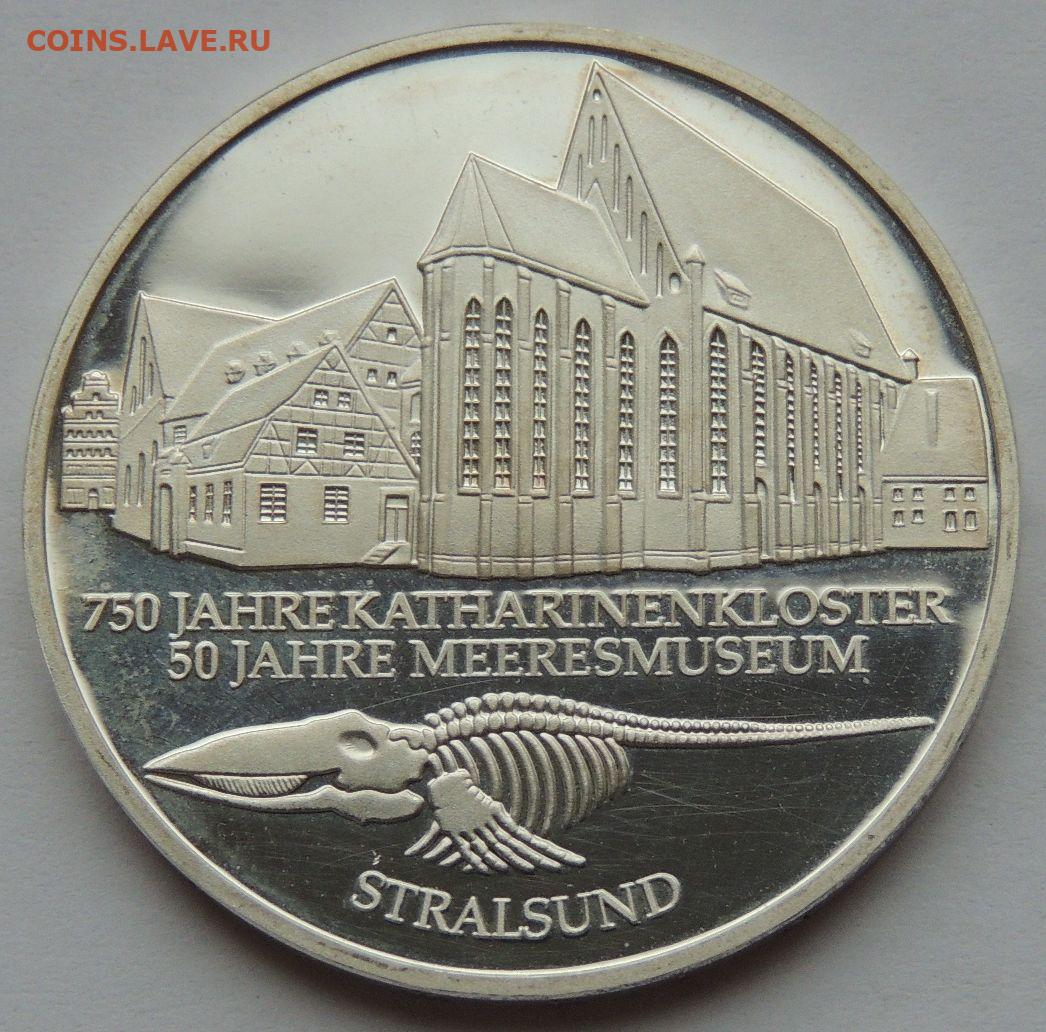 COINS.LAVE.RU
750 JAHRE KATHARINENKLOSTER
50 JAHRE MEERESMUSEUM
STRALSUND